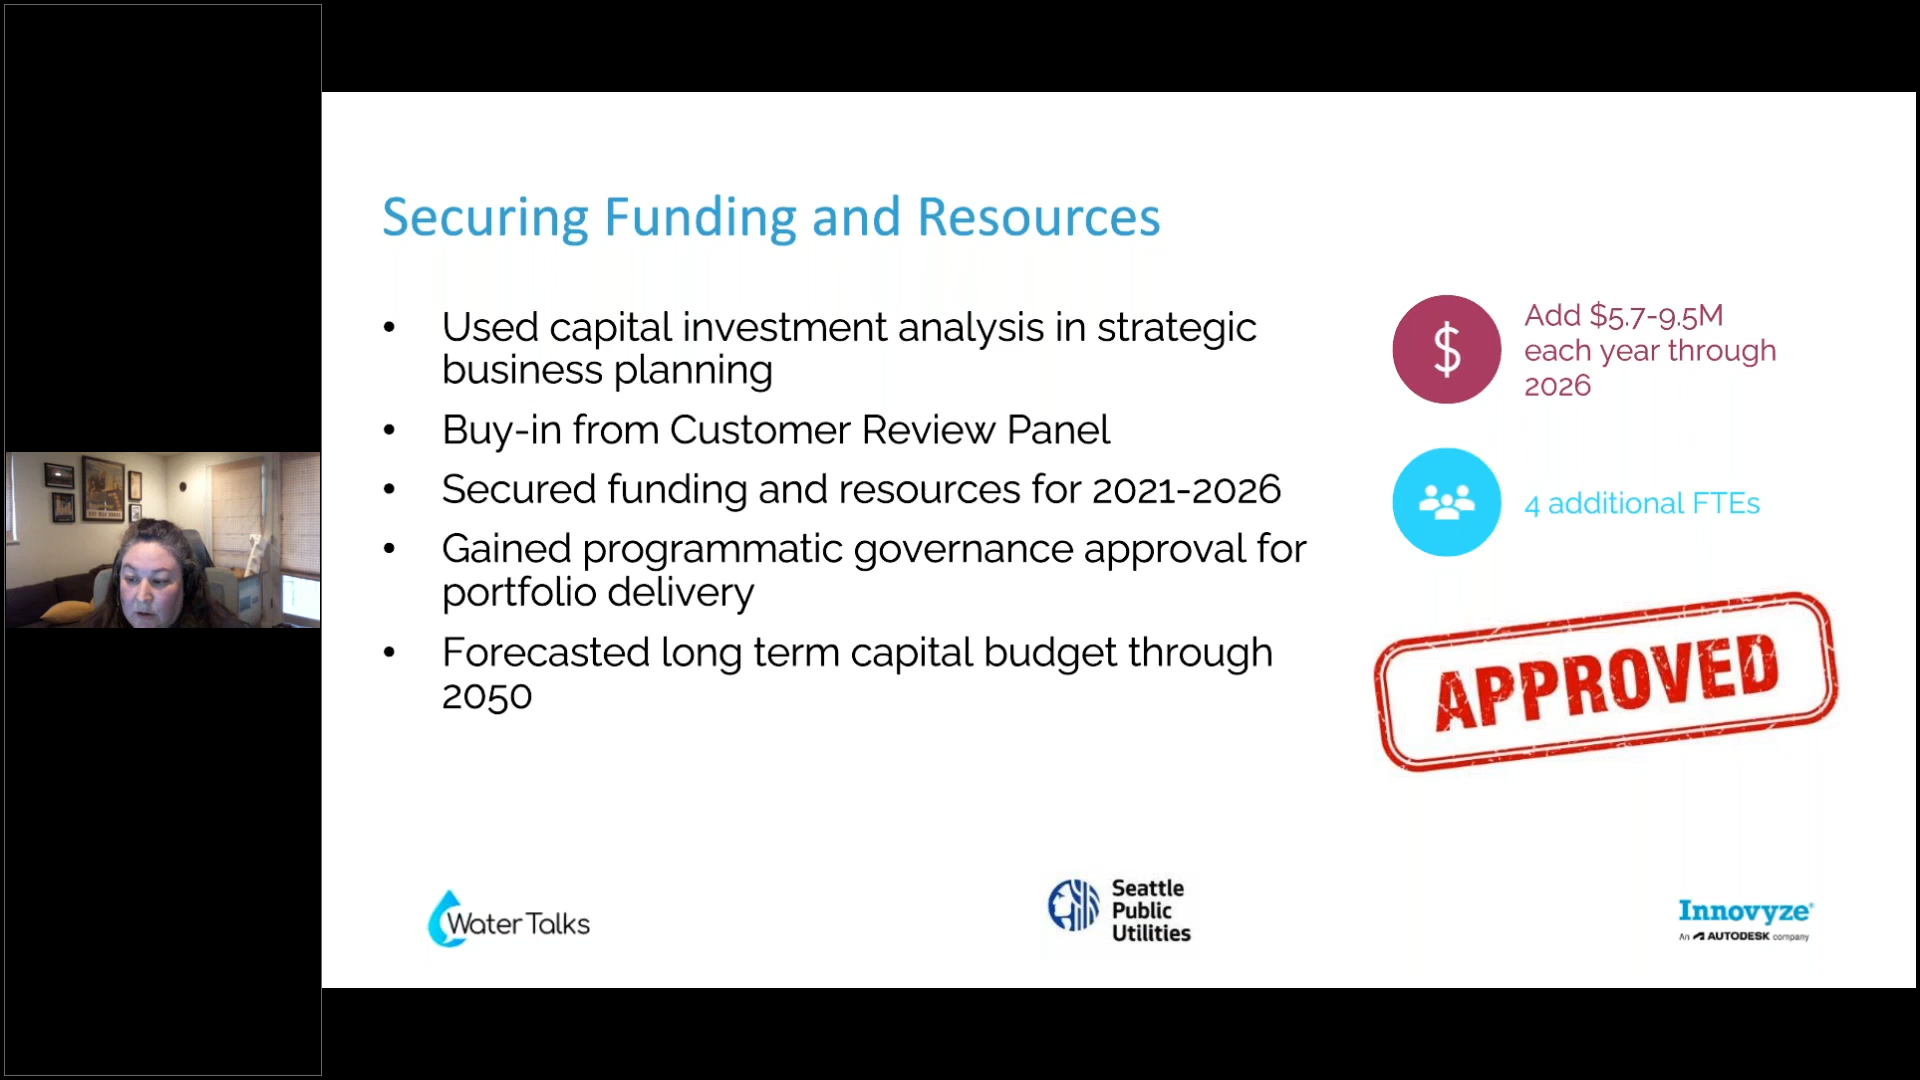 Securing Funding and Resources
• Used capital investment analysis in strategic
business planning
• Buy-in from Customer Review Panel
• Secured funding and resources for 2021-2026
• Gained programmatic governance approval for
portfolio delivery
• Forecasted long term capital budget through
2050
$
Add $5.7-9.5M
each year through
2026
4 additional FTEs
APPROVED
Water Talks
Seattle
Public
Utilities
Innovyze®
An AUTODESK company